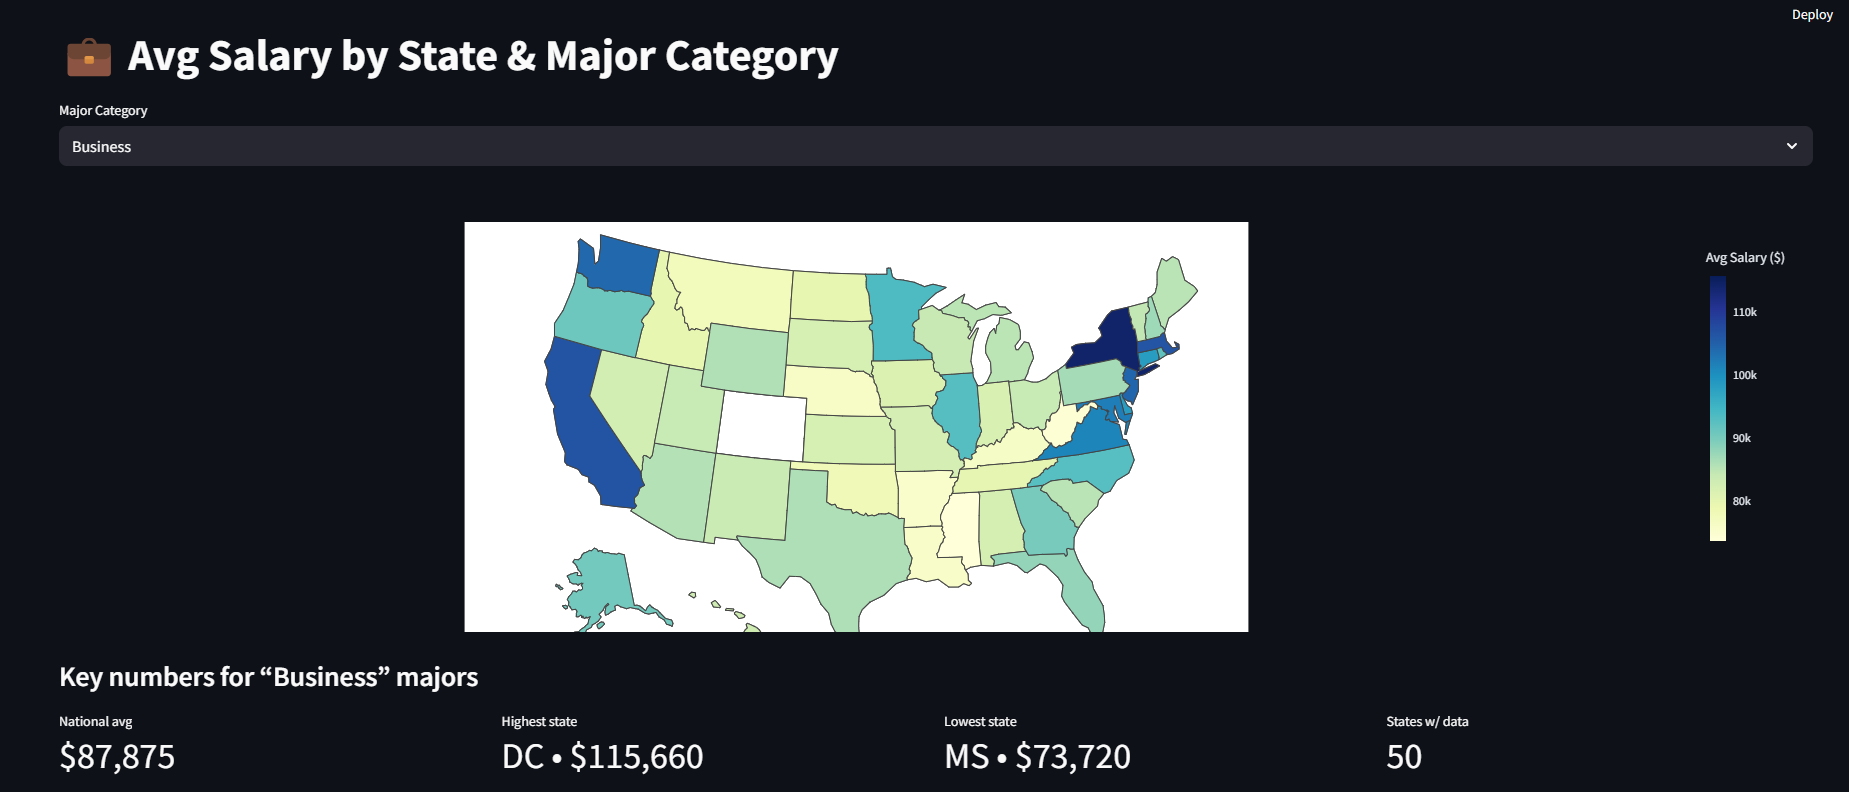 Deploy
Avg Salary by State & Major Category
Major Category
Business
Avg Salary ($)
110k
100k
90k
80k
Key numbers for “Business” majors
National avg
$87,875
Highest state
DC • $115,660
Lowest state
MS • $73,720
States w/ data
50